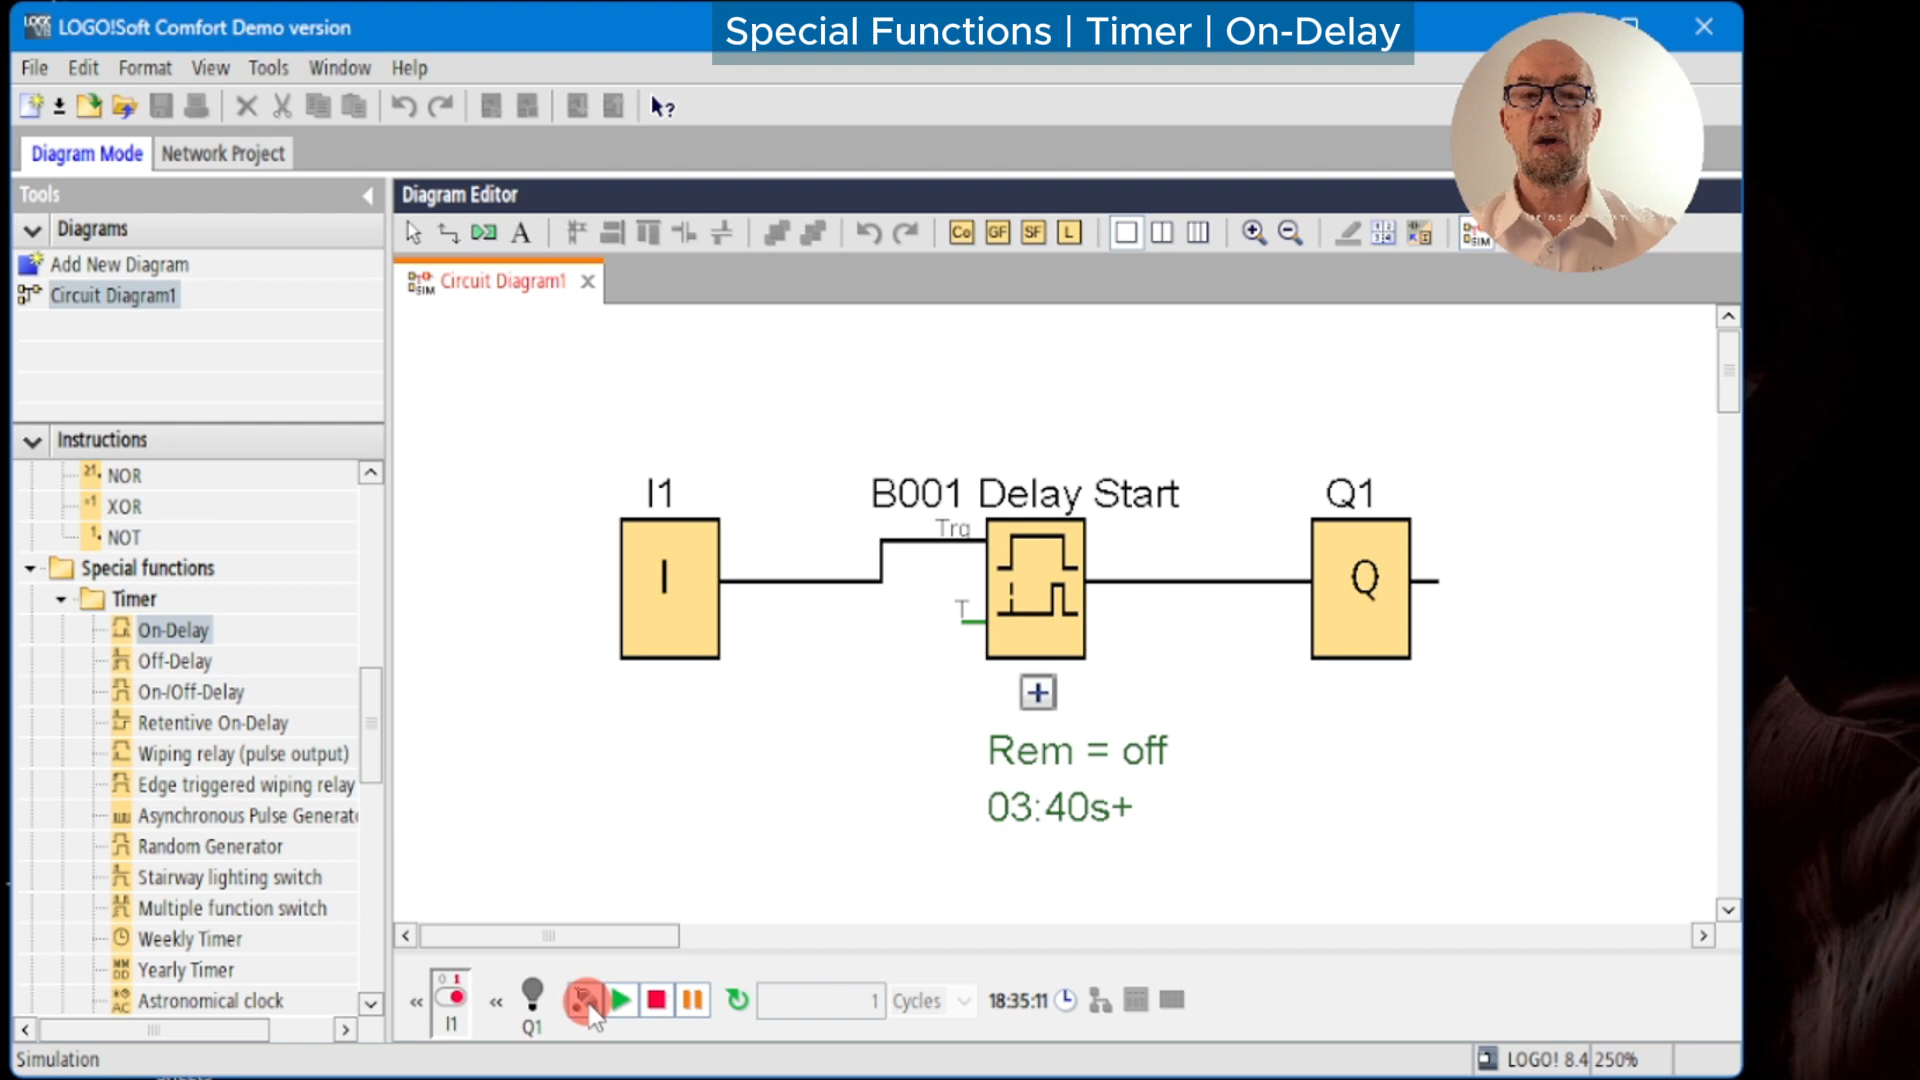 LOGO!Soft Comfort Demo version
Special Functions | Timer | On-Delay
File Edit Format View Tools Window Help
Diagram Mode Network Project
Tools
Diagram Editor
Diagrams
Add New Diagram
Circuit Diagram1
Co GF SF L
SIM
SIM Circuit Diagram1
Instructions
NOR
XOR
NOT
Special functions
Timer
On-Delay
Off-Delay
On-/Off-Delay
Retentive On-Delay
Wiping relay (pulse output)
Edge triggered wiping relay
Asynchronous Pulse Generat
Random Generator
Stairway lighting switch
Multiple function switch
Weekly Timer
Yearly Timer
Astronomical clock
I1 B001 Delay Start Q1
Trg
I Q
T
Rem = off
03:40s+
0 1
I1
Q1
1 Cycles 18:35:11
Simulation
LOGO! 8.4 250%